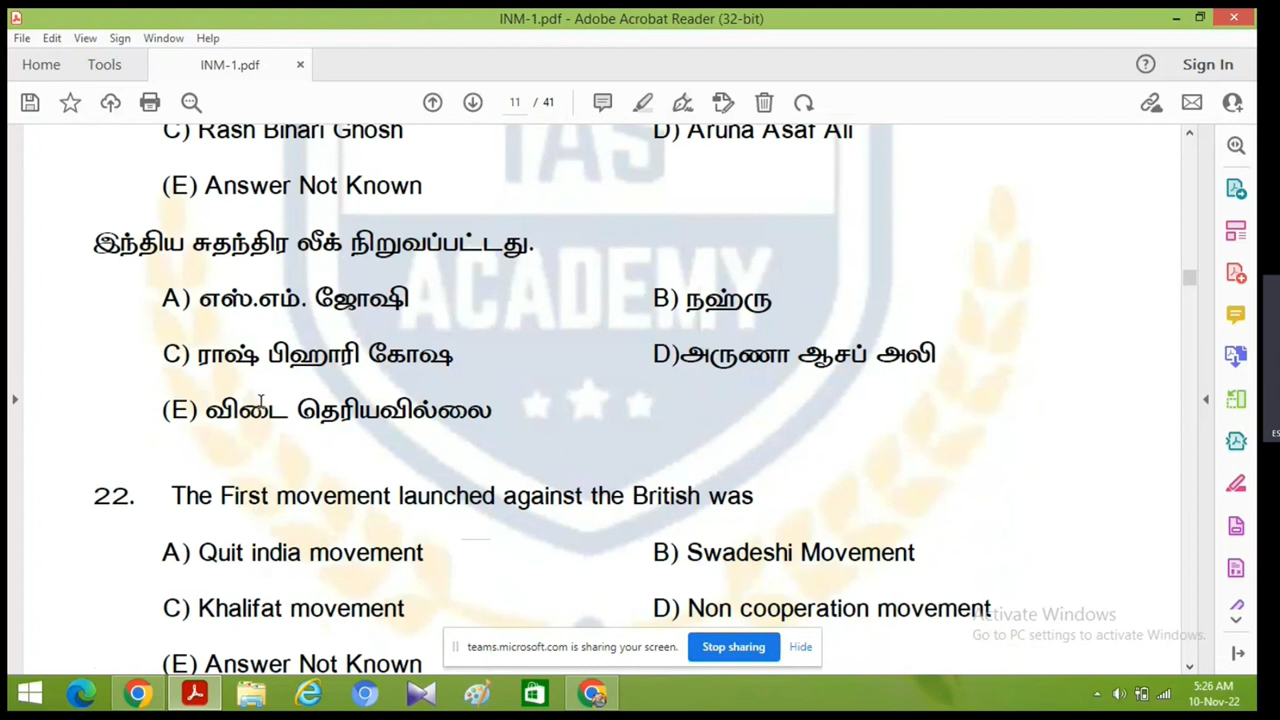 INM-1.pdf - Adobe Acrobat Reader (32-bit)
File Edit View Sign Window Help
Home Tools INM-1.pdf × Sign In
11 / 41
C) Rash Bihari Ghosh D) Aruna Asaf Ali
(E) Answer Not Known
இந்திய சுதந்திர லீக் நிறுவப்பட்டது.
A) எஸ்.எம். ஜோஷி B) நஹ்ரு
C) ராஷ் பிஹாரி கோஷ D)அருணா ஆசப் அலி
(E) விடை தெரியவில்லை
22. The First movement launched against the British was
A) Quit india movement B) Swadeshi Movement
C) Khalifat movement D) Non cooperation movement
(E) Answer Not Known
IAS
ACADEMY
Activate Windows
Go to PC settings to activate Windows.
teams.microsoft.com is sharing your screen. Stop sharing Hide
ES
5:26 AM
10-Nov-22